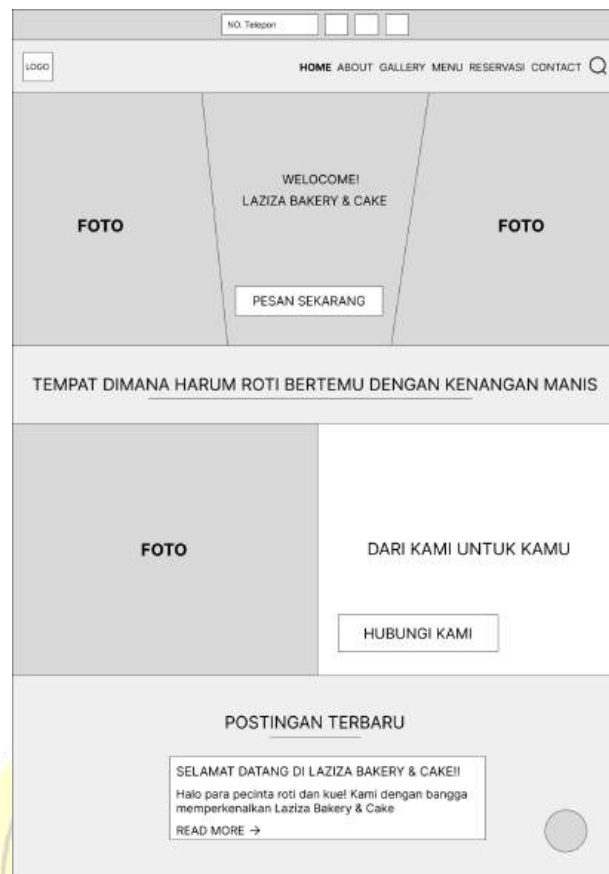 NO. Telepon
LOGO
HOME ABOUT GALLERY MENU RESERVASI CONTACT
WELOCOME!
LAZIZA BAKERY & CAKE
FOTO
FOTO
PESAN SEKARANG
TEMPAT DIMANA HARUM ROTI BERTEMU DENGAN KENANGAN MANIS
FOTO
DARI KAMI UNTUK KAMU
HUBUNGI KAMI
POSTINGAN TERBARU
SELAMAT DATANG DI LAZIZA BAKERY & CAKE!!
Halo para pecinta roti dan kue! Kami dengan bangga
memperkenalkan Laziza Bakery & Cake
READ MORE →